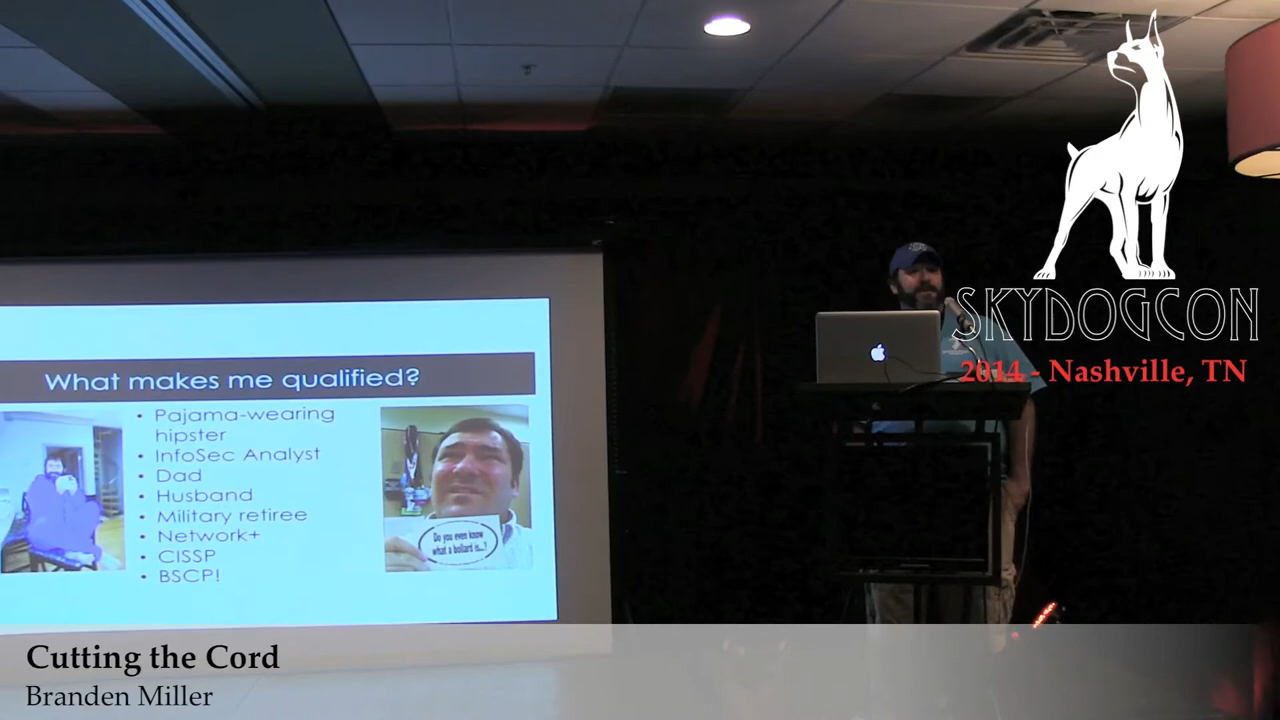 SKYDOGCON
2014 - Nashville, TN
What makes me qualified?
• Pajama-wearing
hipster
• InfoSec Analyst
• Dad
• Husband
• Military retiree
• Network+
• CISSP
• BSCP!
Do you even know
what a bollard is...?
Cutting the Cord
Branden Miller